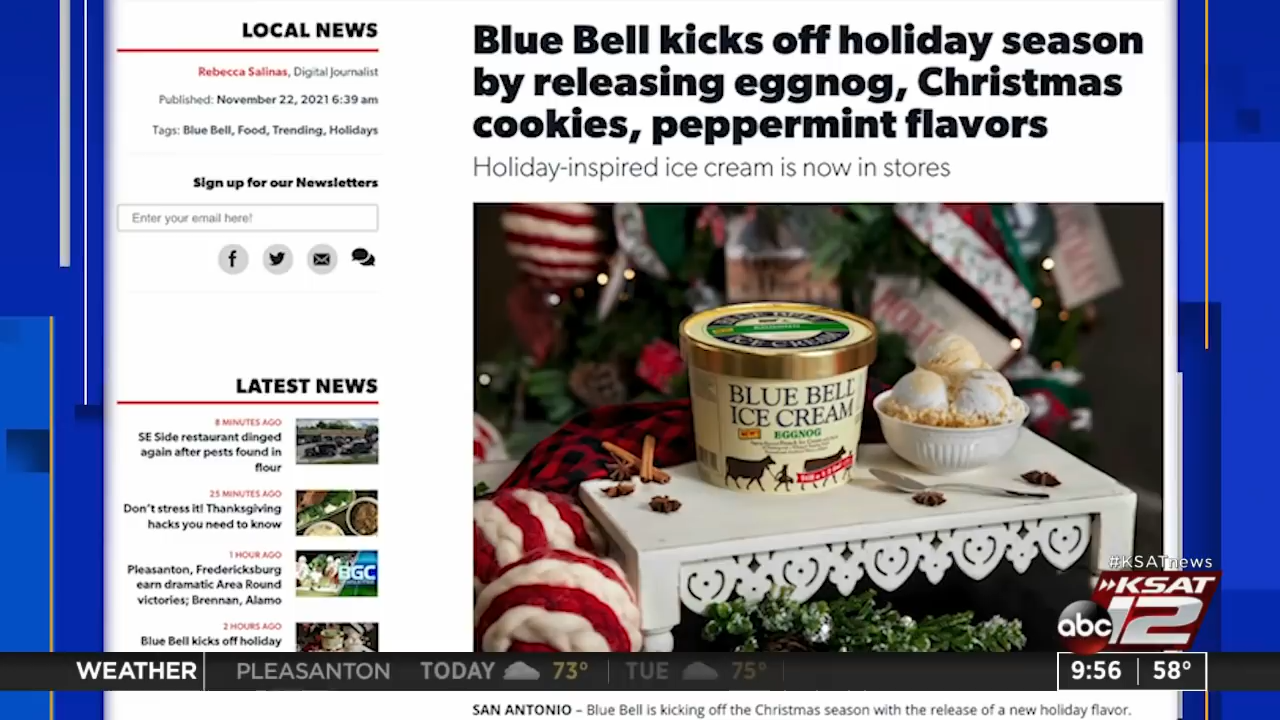 LOCAL NEWS
Rebecca Salinas, Digital Journalist
Published: November 22, 2021 6:39 am
Tags: Blue Bell, Food, Trending, Holidays
Sign up for our Newsletters
Enter your email here!
LATEST NEWS
8 MINUTES AGO
SE Side restaurant dinged
again after pests found in
flour
25 MINUTES AGO
Don't stress it! Thanksgiving
hacks you need to know
1 HOUR AGO
Pleasanton, Fredericksburg
earn dramatic Area Round
victories; Brennan, Alamo
BGC
2 HOURS AGO
Blue Bell kicks off holiday
Blue Bell kicks off holiday season
by releasing eggnog, Christmas
cookies, peppermint flavors
Holiday-inspired ice cream is now in stores
BLUE BELL
ICE CREAM
BLUE BELL
ICE CREAM
EGGNOG
#KSATnews
KSAT
abc 12
WEATHER PLEASANTON TODAY 73° TUE 75°
9:56 58°
SAN ANTONIO – Blue Bell is kicking off the Christmas season with the release of a new holiday flavor.